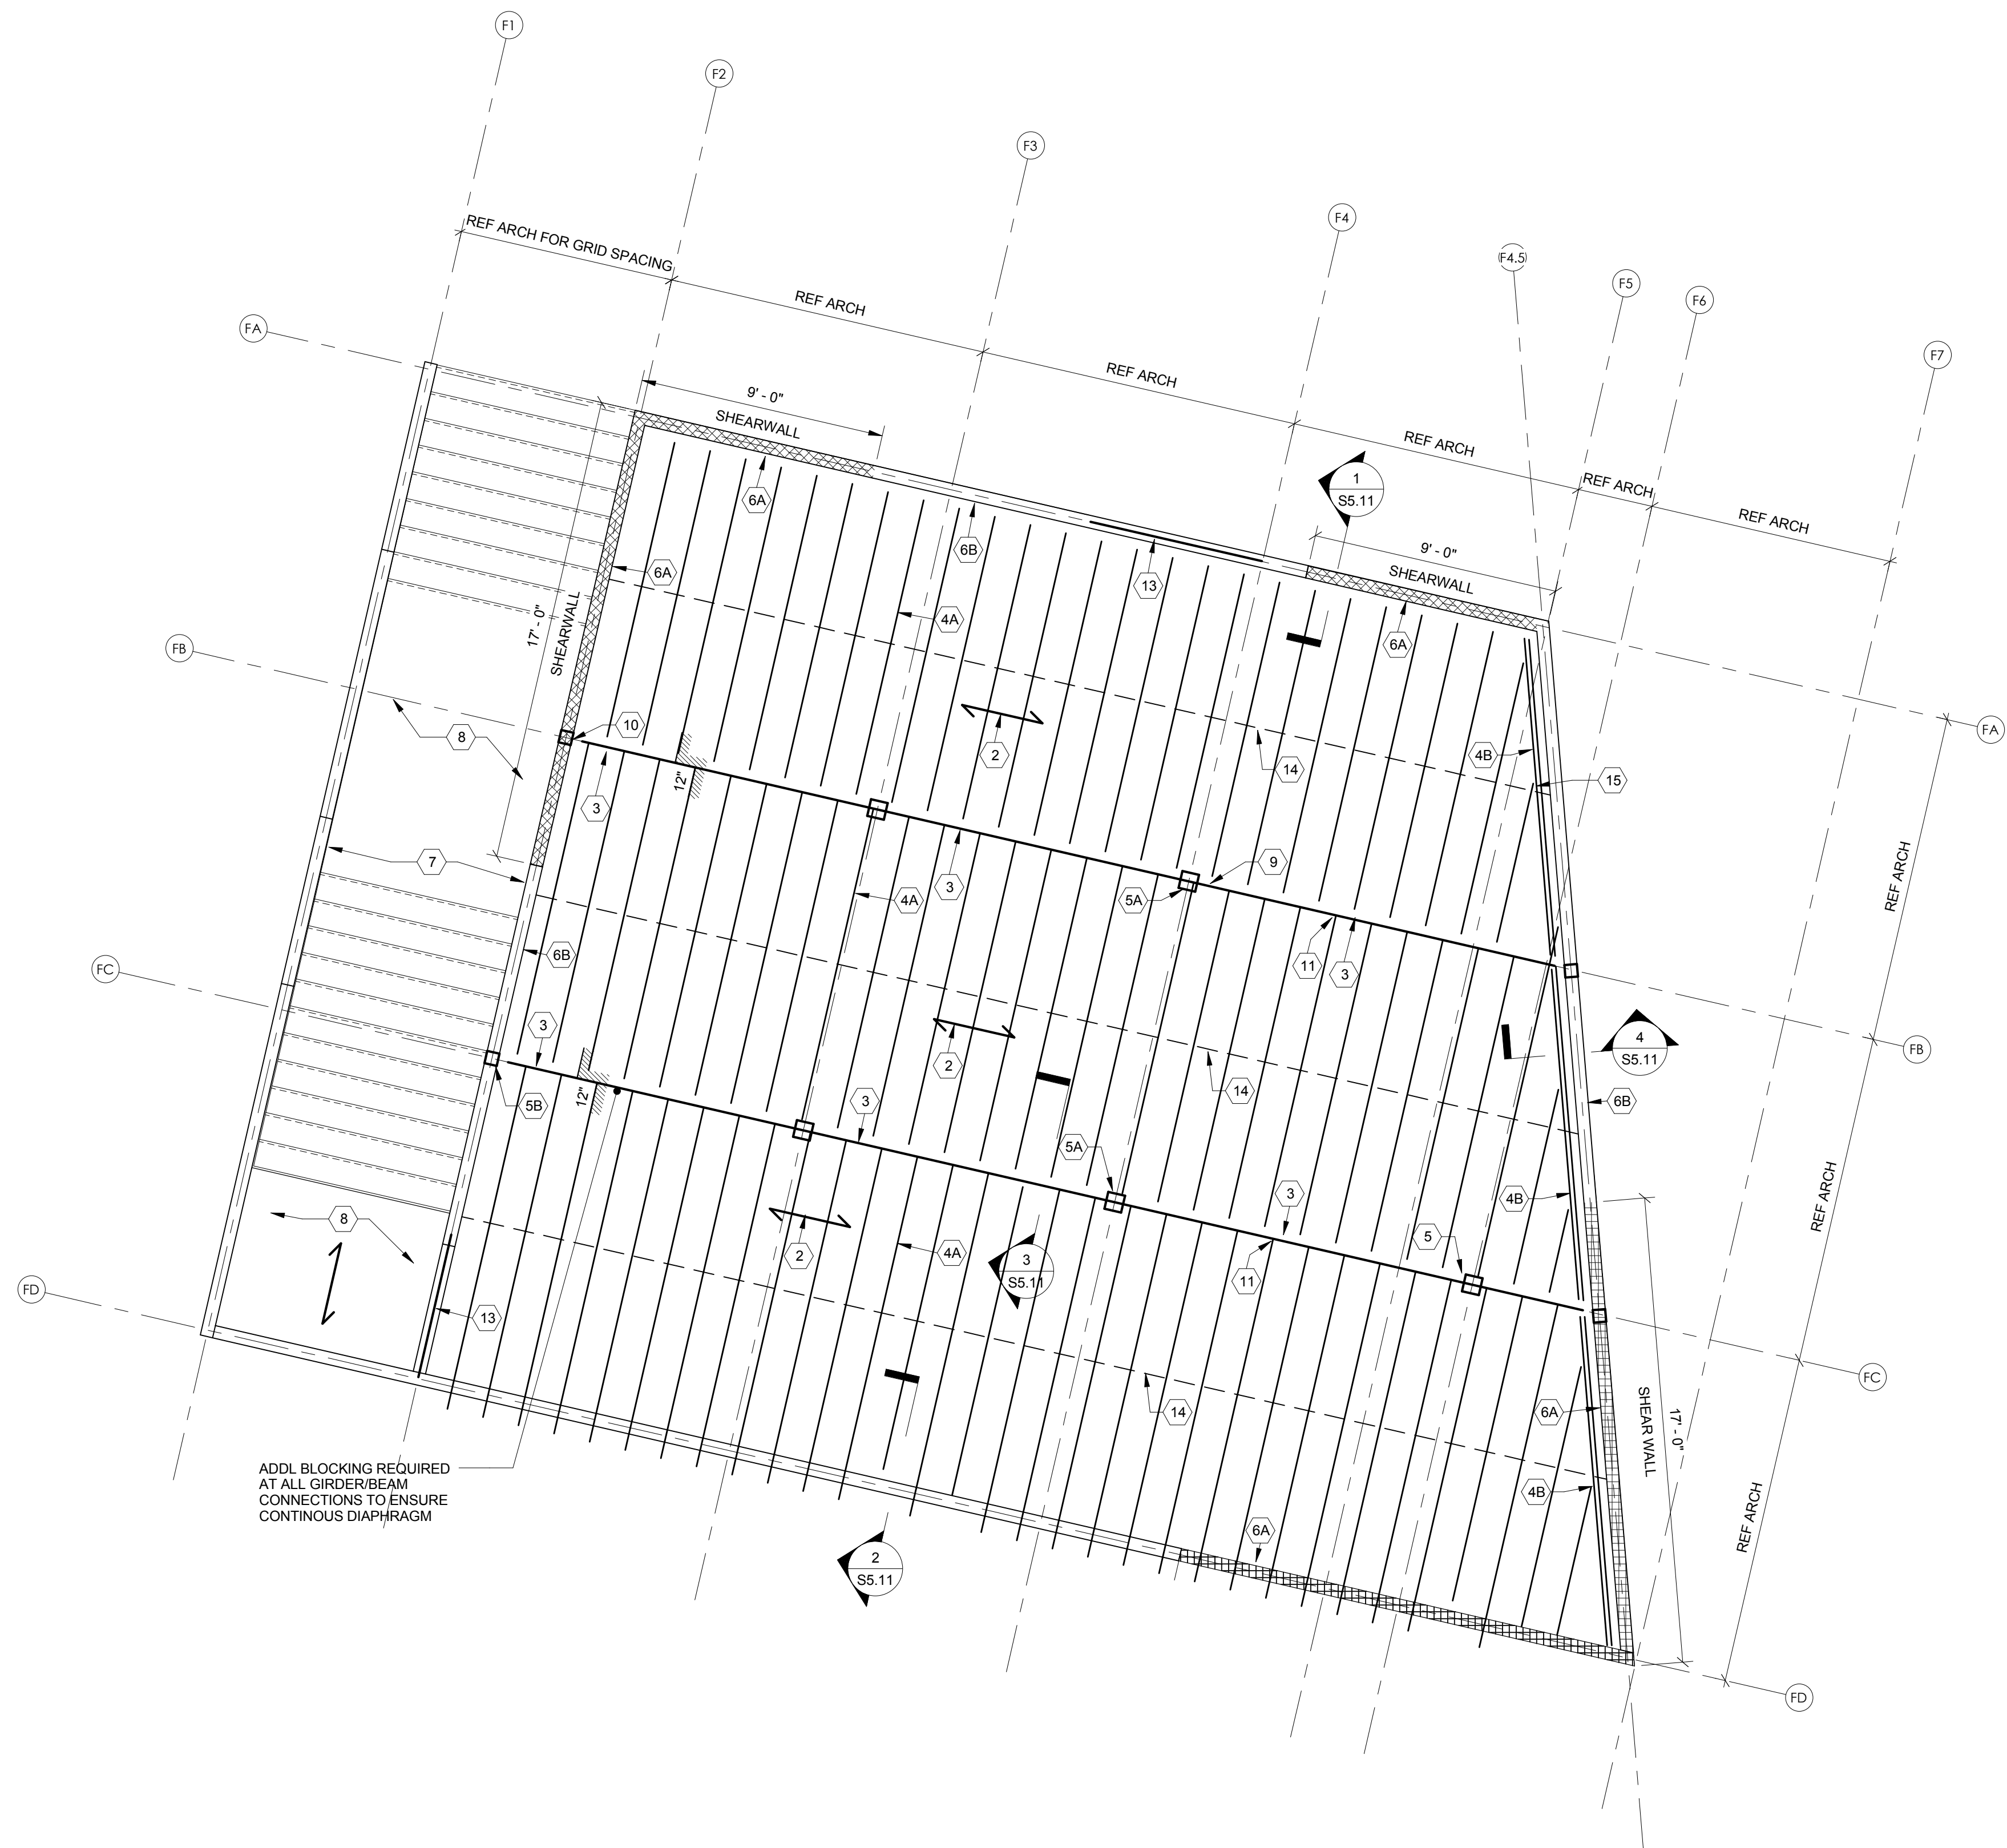 F1
F2
F3
F4
F4.5
F5
F6
F7
REF ARCH FOR GRID SPACING
REF ARCH
REF ARCH
REF ARCH
REF ARCH
REF ARCH
FA
9' - 0"
SHEARWALL
1
S5.11
6A
6B
13
9' - 0"
SHEARWALL
6A
6A
17' - 0"
SHEARWALL
4A
FB
10
8
2
14
4B
15
FA
12"
3
7
3
5A
9
4A
11
3
REF ARCH
FC
6B
3
2
14
4
S5.11
FB
12"
5B
3
5A
6B
3
4B
REF ARCH
8
2
4A
3
S5.11
11
5
FD
13
14
6A
SHEAR WALL
17' - 0"
FC
ADDL BLOCKING REQUIRED
AT ALL GIRDER/BEAM
CONNECTIONS TO ENSURE
CONTINOUS DIAPHRAGM
4B
REF ARCH
6A
2
S5.11
FD